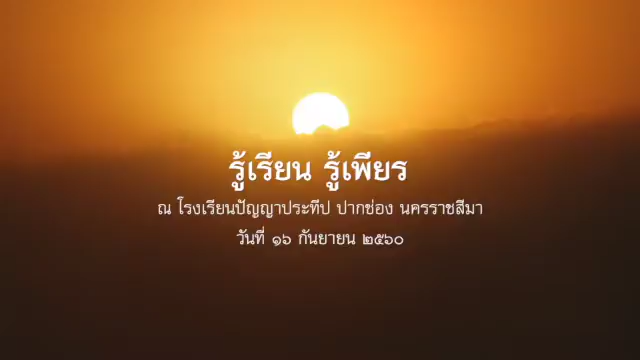 รู้เรียน รู้เพียร
ณ โรงเรียนปัญญาประทีป ปากช่อง นครราชสีมา
วันที่ ๑๖ กันยายน ๒๕๖๐